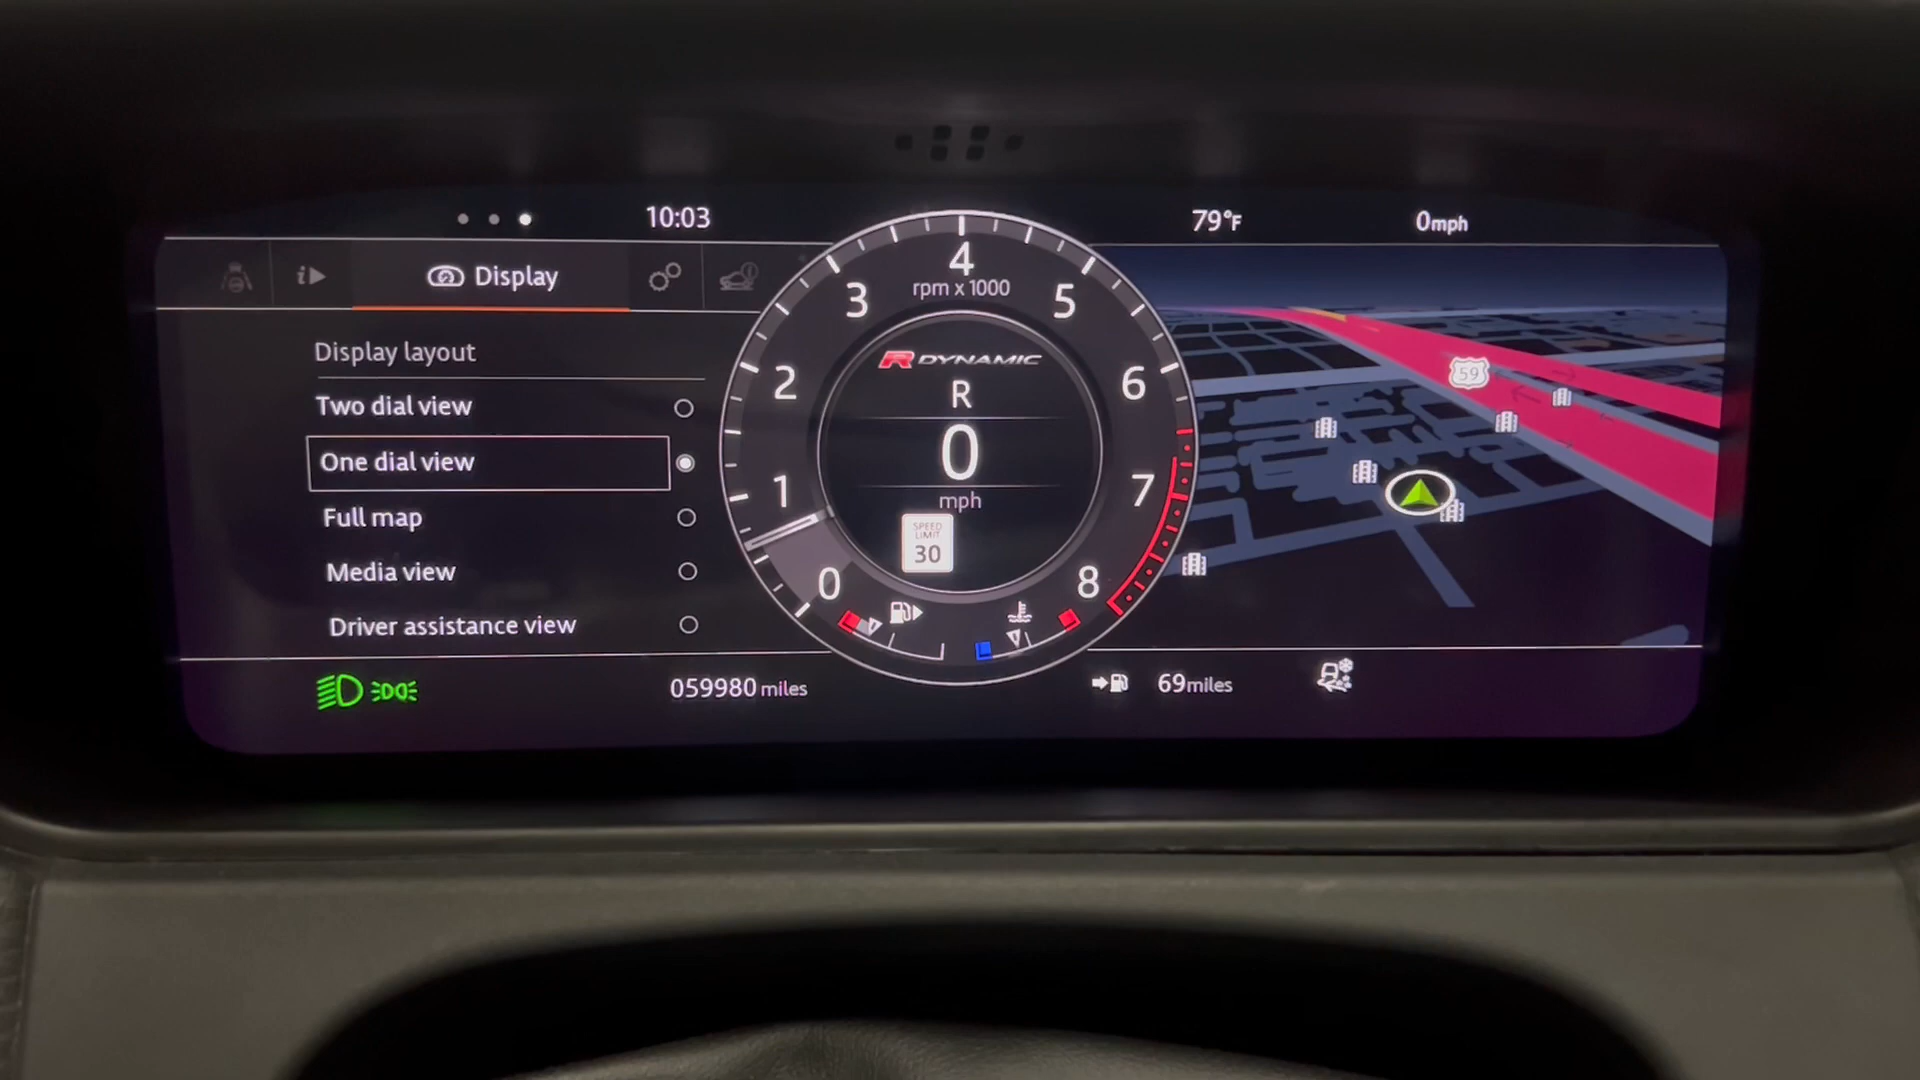 10:03
79°F
0mph
i
Display
Display layout
Two dial view
One dial view
Full map
Media view
Driver assistance view
0
1
2
3
4
5
6
7
8
rpm x 1000
R DYNAMIC
R
0
mph
SPEED
LIMIT
30
59
059980 miles
69miles